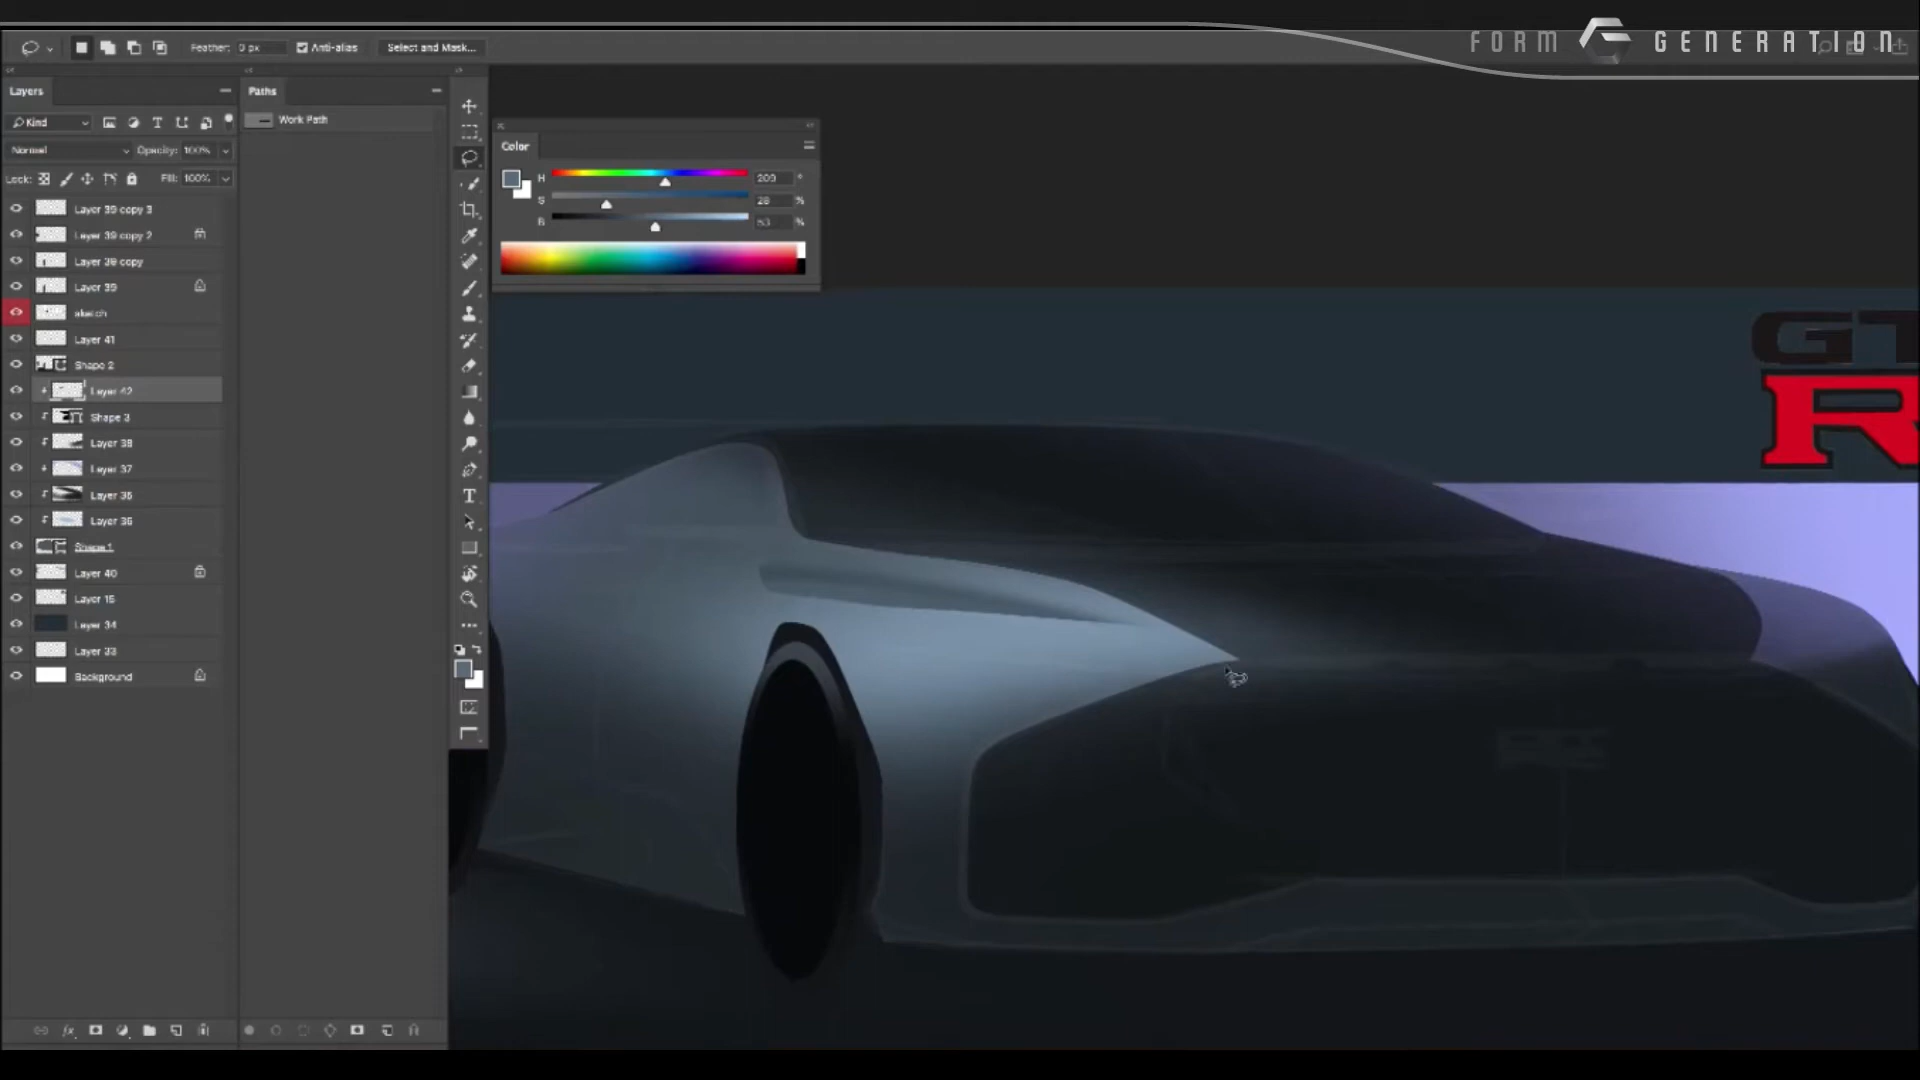 FORM GENERATION
Feather: 0 px Anti-alias Select and Mask...
Layers Paths
Kind Work Path
Normal Opacity: 100%
Lock: Fill: 100%
Color
H 209 °
S 28 %
B 53 %
Layer 39 copy 3
Layer 39 copy 2
Layer 39 copy
Layer 39
sketch
Layer 41
Shape 2
Layer 42
Shape 3
Layer 38
Layer 37
Layer 35
Layer 36
Shape 1
Layer 40
Layer 15
Layer 34
Layer 33
Background
GT
R